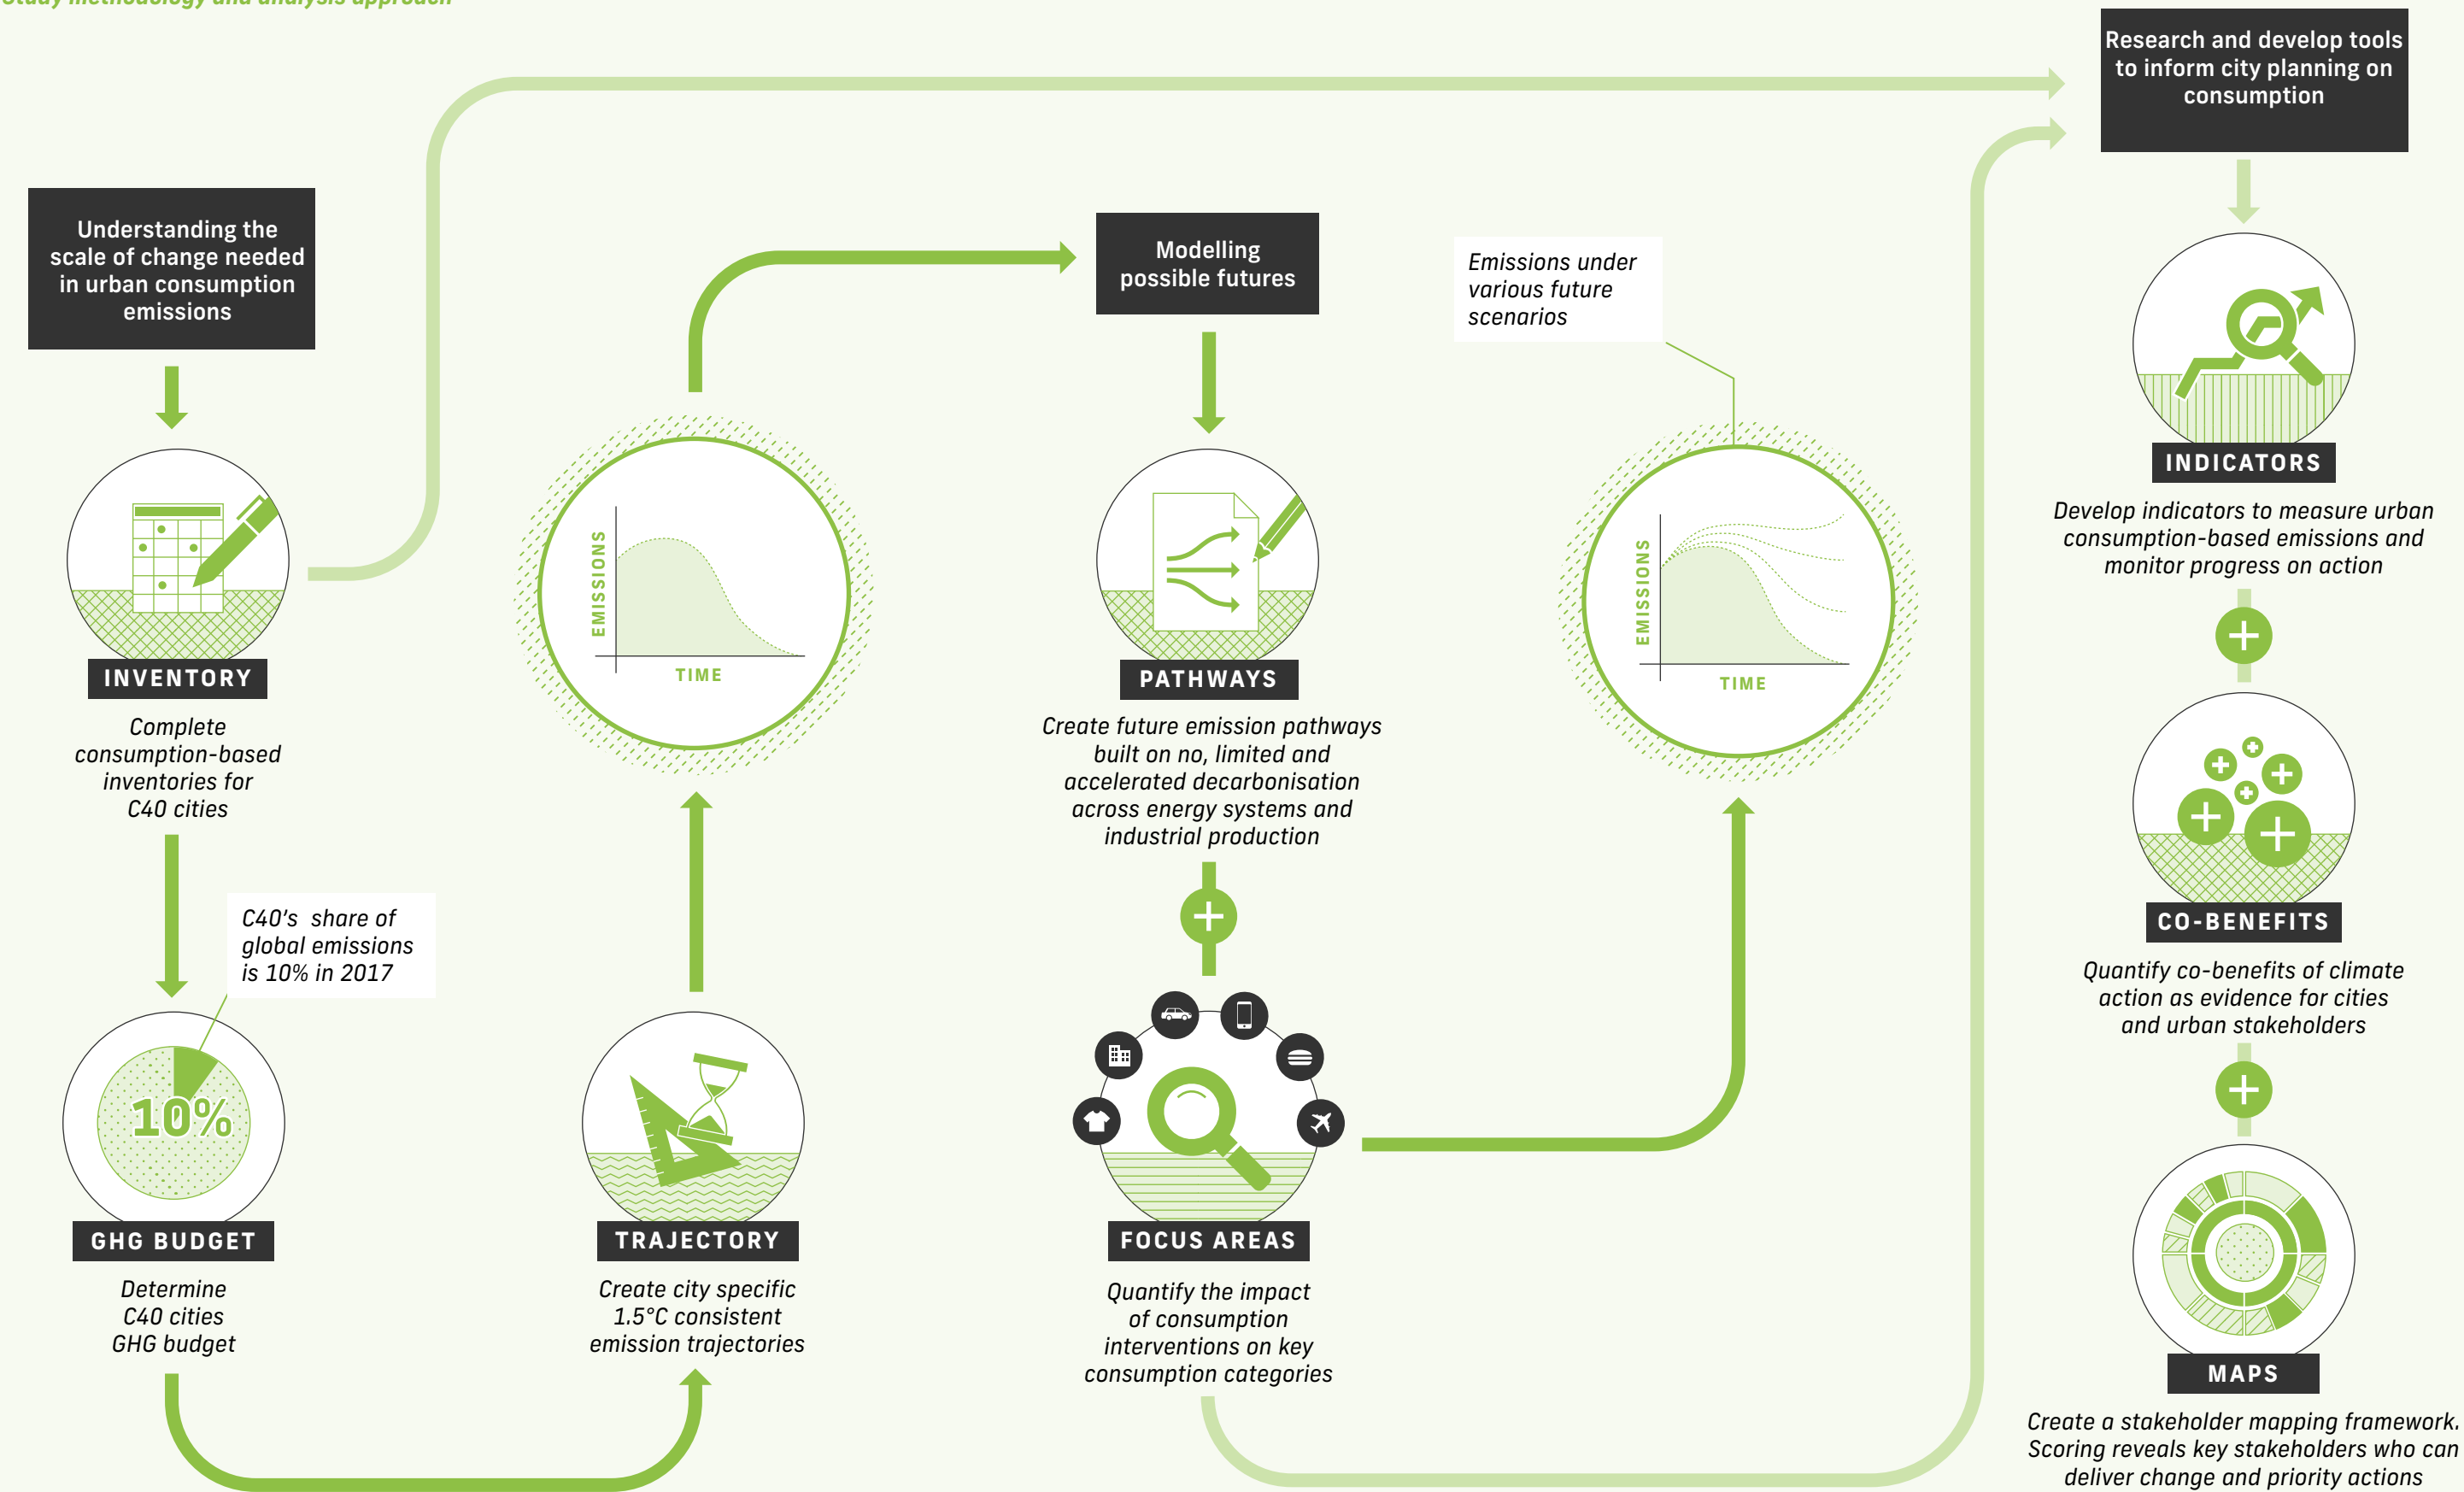 Study methodology and analysis approach
Understanding the
scale of change needed
in urban consumption
emissions
INVENTORY
Complete
consumption-based
inventories for
C40 cities
C40's share of
global emissions
is 10% in 2017
10%
GHG BUDGET
Determine
C40 cities
GHG budget
EMISSIONS
TIME
TRAJECTORY
Create city specific
1.5°C consistent
emission trajectories
Modelling
possible futures
PATHWAYS
Create future emission pathways
built on no, limited and
accelerated decarbonisation
across energy systems and
industrial production
FOCUS AREAS
Quantify the impact
of consumption
interventions on key
consumption categories
Emissions under
various future
scenarios
EMISSIONS
TIME
Research and develop tools
to inform city planning on
consumption
INDICATORS
Develop indicators to measure urban
consumption-based emissions and
monitor progress on action
CO-BENEFITS
Quantify co-benefits of climate
action as evidence for cities
and urban stakeholders
MAPS
Create a stakeholder mapping framework.
Scoring reveals key stakeholders who can
deliver change and priority actions